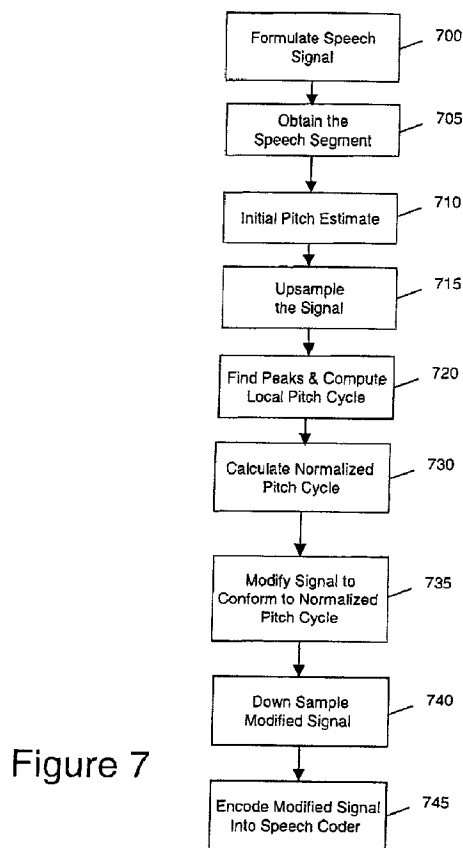 Formulate Speech
Signal
700
Obtain the
Speech Segment
705
Initial Pitch Estimate
710
Upsample
the Signal
715
Find Peaks & Compute
Local Pitch Cycle
720
Calculate Normalized
Pitch Cycle
730
Modify Signal to
Conform to Normalized
Pitch Cycle
735
Down Sample
Modified Signal
740
Encode Modified Signal
Into Speech Coder
745
Figure 7